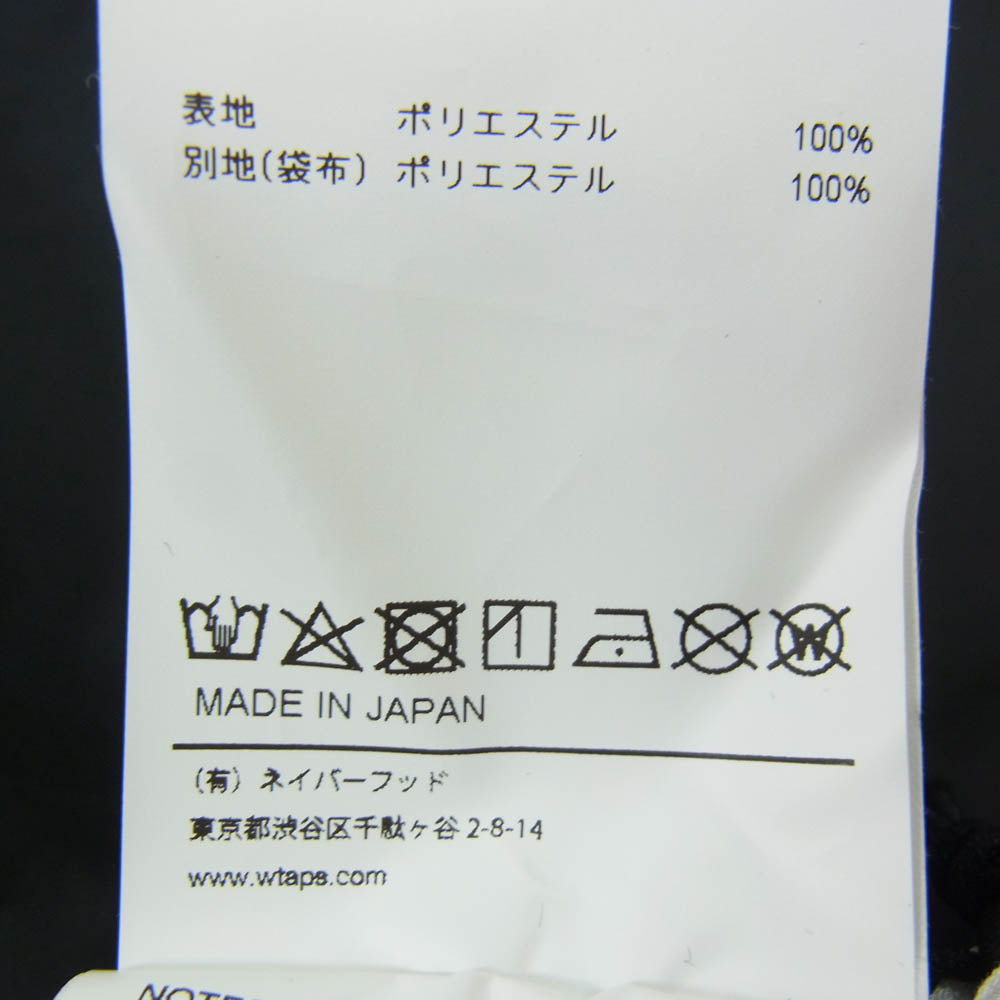 表地 ポリエステル 100%
別地(袋布) ポリエステル 100%
MADE IN JAPAN
(有) ネイバーフッド
東京都渋谷区千駄ヶ谷 2-8-14
www.wtaps.com